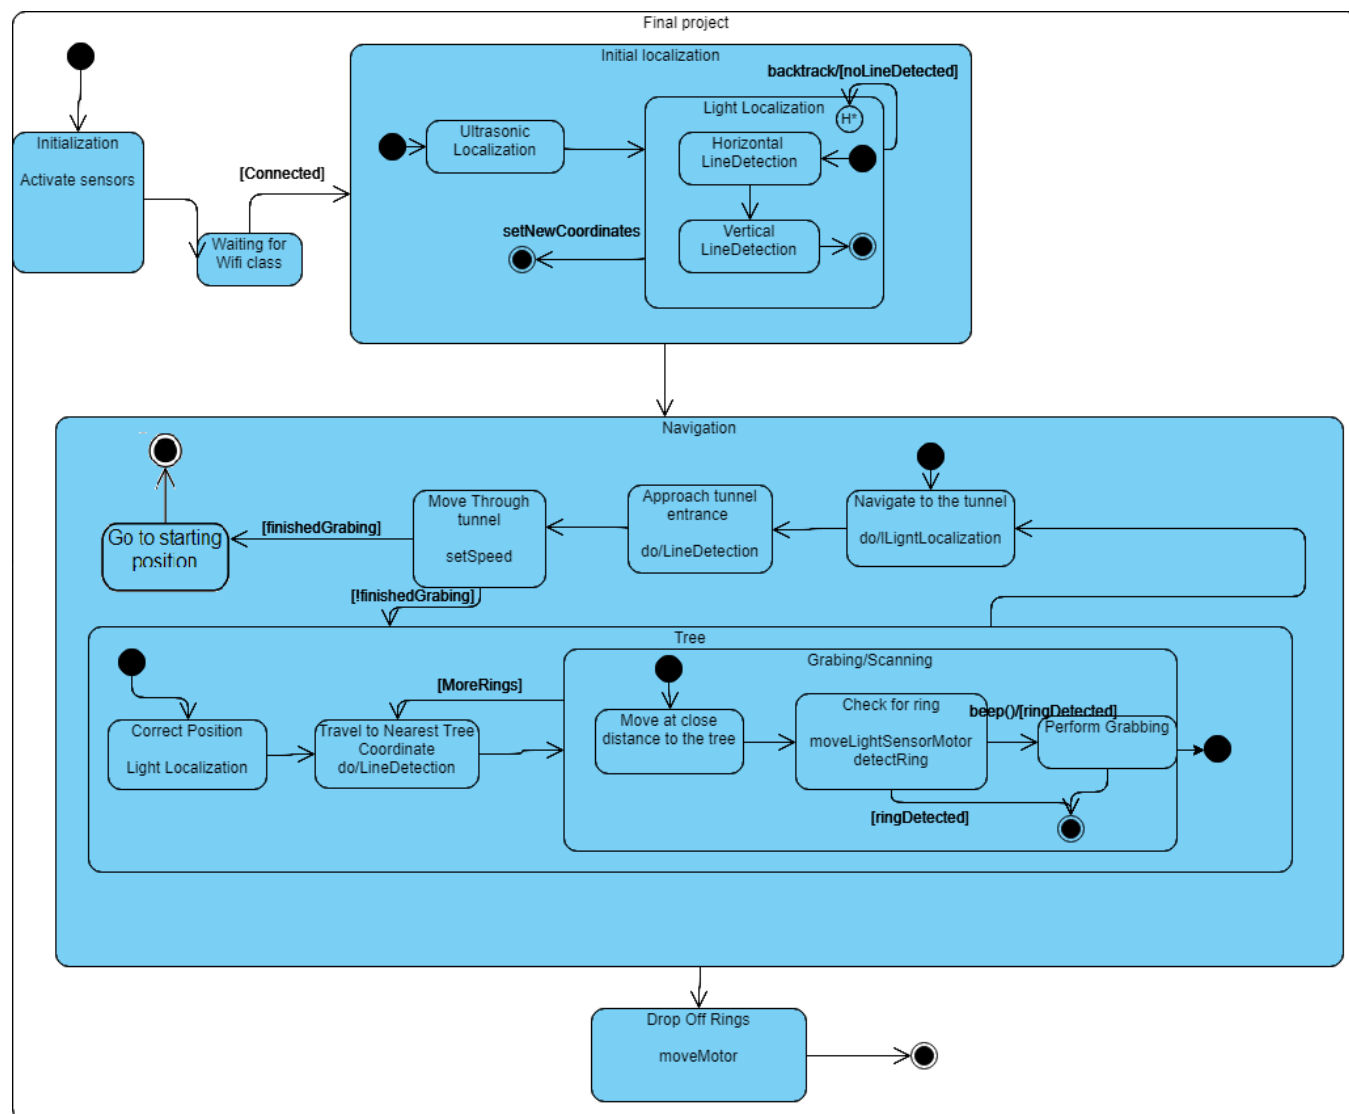 Final project
Initial localization
backtrack/[noLineDetected]
Light Localization
H*
Ultrasonic
Localization
Horizontal
LineDetection
Initialization
Activate sensors
[Connected]
Waiting for
Wifi class
setNewCoordinates
Vertical
LineDetection
Navigation
Move Through
tunnel
setSpeed
Approach tunnel
entrance
do/LineDetection
Navigate to the tunnel
do/lLigntLocalization
[finishedGrabing]
Go to starting
position
[!finishedGrabing]
Tree
Grabing/Scanning
[MoreRings]
Correct Position
Light Localization
Travel to Nearest Tree
Coordinate
do/LineDetection
Move at close
distance to the tree
Check for ring
moveLightSensorMotor
detectRing
beep()/[ringDetected]
Perform Grabbing
[ringDetected]
Drop Off Rings
moveMotor